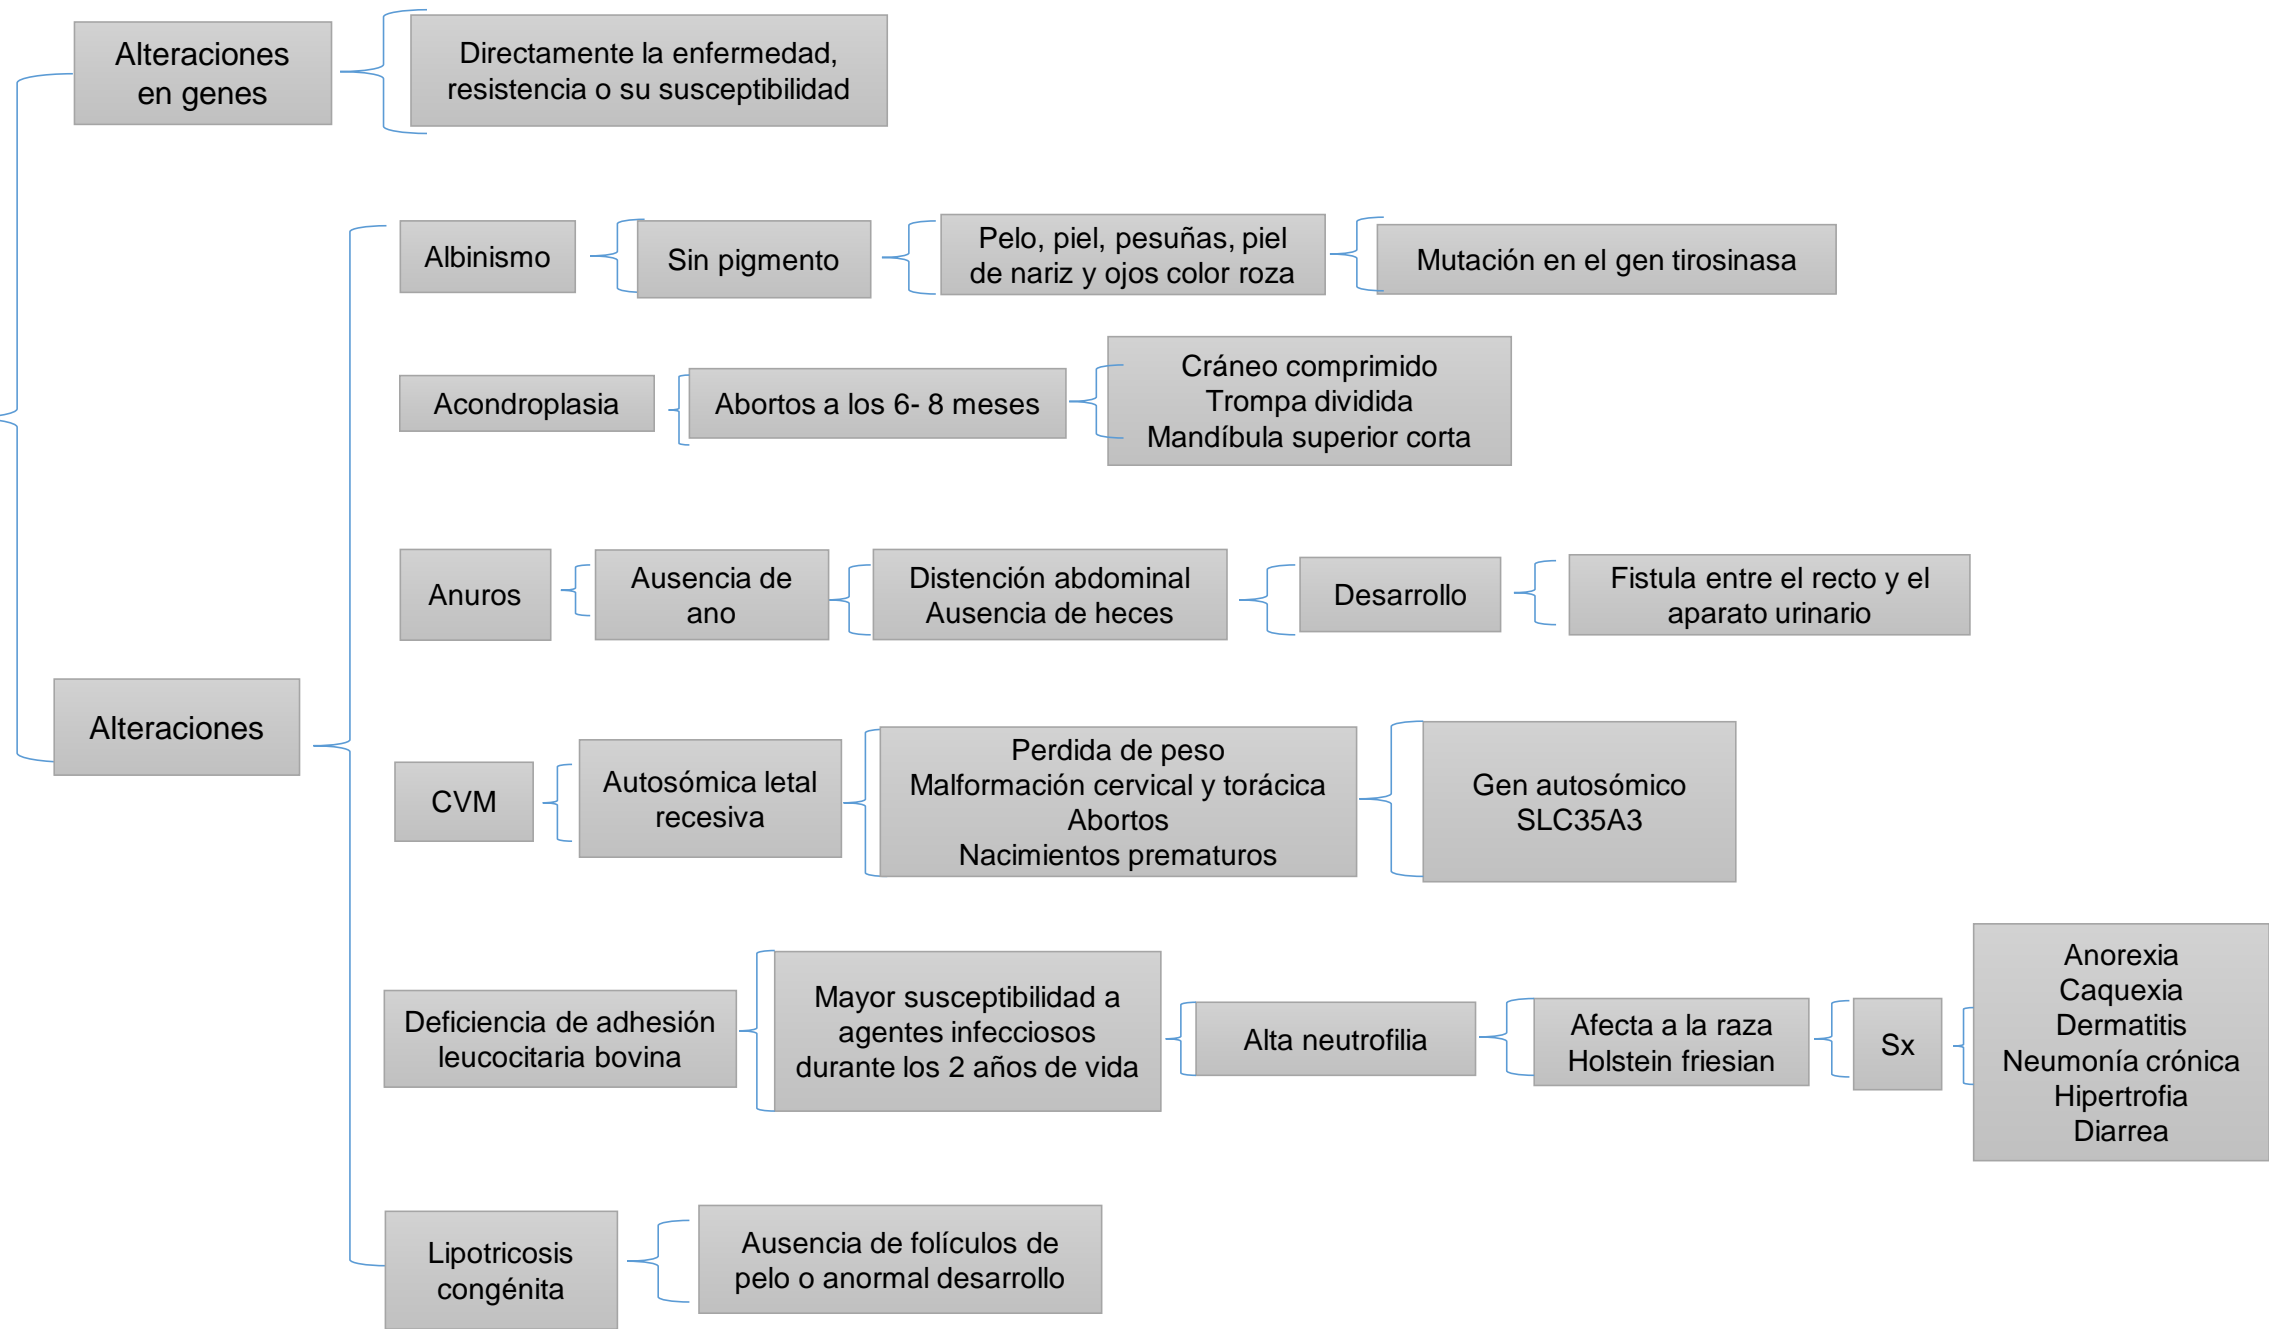 Alteraciones
en genes
Directamente la enfermedad,
resistencia o su susceptibilidad
Albinismo
Sin pigmento
Pelo, piel, pesuñas, piel
de nariz y ojos color roza
Mutación en el gen tirosinasa
Acondroplasia
Abortos a los 6- 8 meses
Cráneo comprimido
Trompa dividida
Mandíbula superior corta
Anuros
Ausencia de
ano
Distención abdominal
Ausencia de heces
Desarrollo
Fistula entre el recto y el
aparato urinario
Alteraciones
CVM
Autosómica letal
recesiva
Perdida de peso
Malformación cervical y torácica
Abortos
Nacimientos prematuros
Gen autosómico
SLC35A3
Deficiencia de adhesión
leucocitaria bovina
Mayor susceptibilidad a
agentes infecciosos
durante los 2 años de vida
Alta neutrofilia
Afecta a la raza
Holstein friesian
Sx
Anorexia
Caquexia
Dermatitis
Neumonía crónica
Hipertrofia
Diarrea
Lipotricosis
congénita
Ausencia de folículos de
pelo o anormal desarrollo